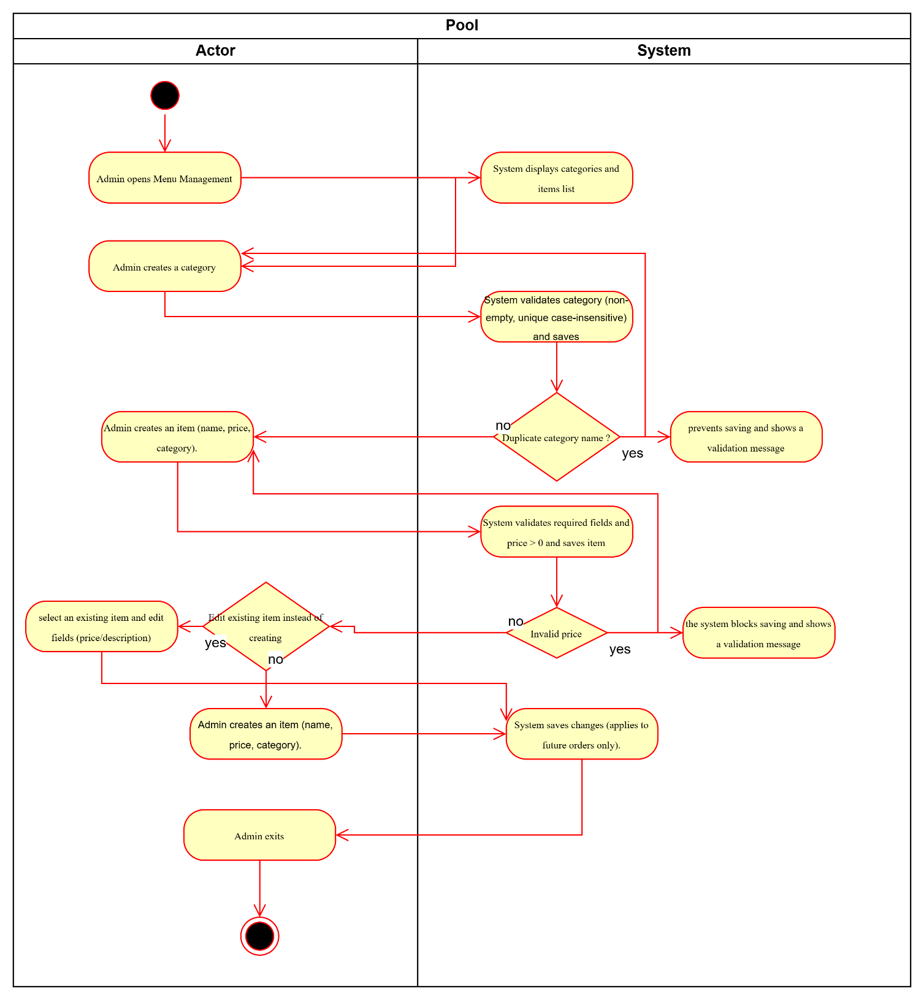 Pool
Actor
System
Admin opens Menu Management
System displays categories and
items list
Admin creates a category
System validates category (non-
empty, unique case-insensitive)
and saves
Admin creates an item (name, price,
category).
no
Duplicate category name ?
yes
prevents saving and shows a
validation message
System validates required fields and
price > 0 and saves item
select an existing item and edit
fields (price/description)
Edit existing item instead of
creating
yes
no
no
Invalid price
yes
the system blocks saving and shows
a validation message
Admin creates an item (name,
price, category).
System saves changes (applies to
future orders only).
Admin exits